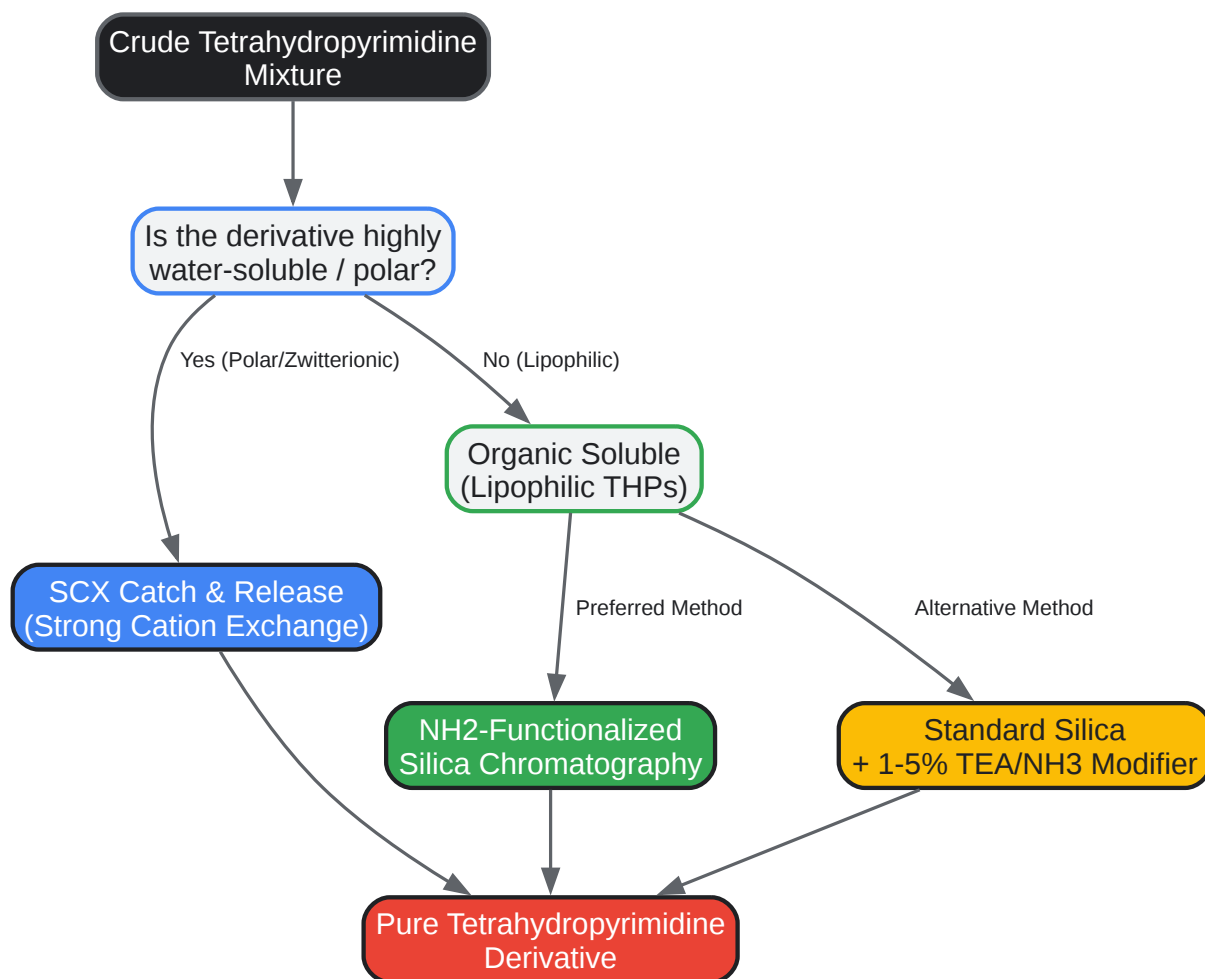 Crude Tetrahydropyrimidine
Mixture
Is the derivative highly
water-soluble / polar?
Yes (Polar/Zwitterionic)
No (Lipophilic)
Organic Soluble
(Lipophilic THPs)
SCX Catch & Release
(Strong Cation Exchange)
Preferred Method
Alternative Method
NH2-Functionalized
Silica Chromatography
Standard Silica
+ 1-5% TEA/NH3 Modifier
Pure Tetrahydropyrimidine
Derivative